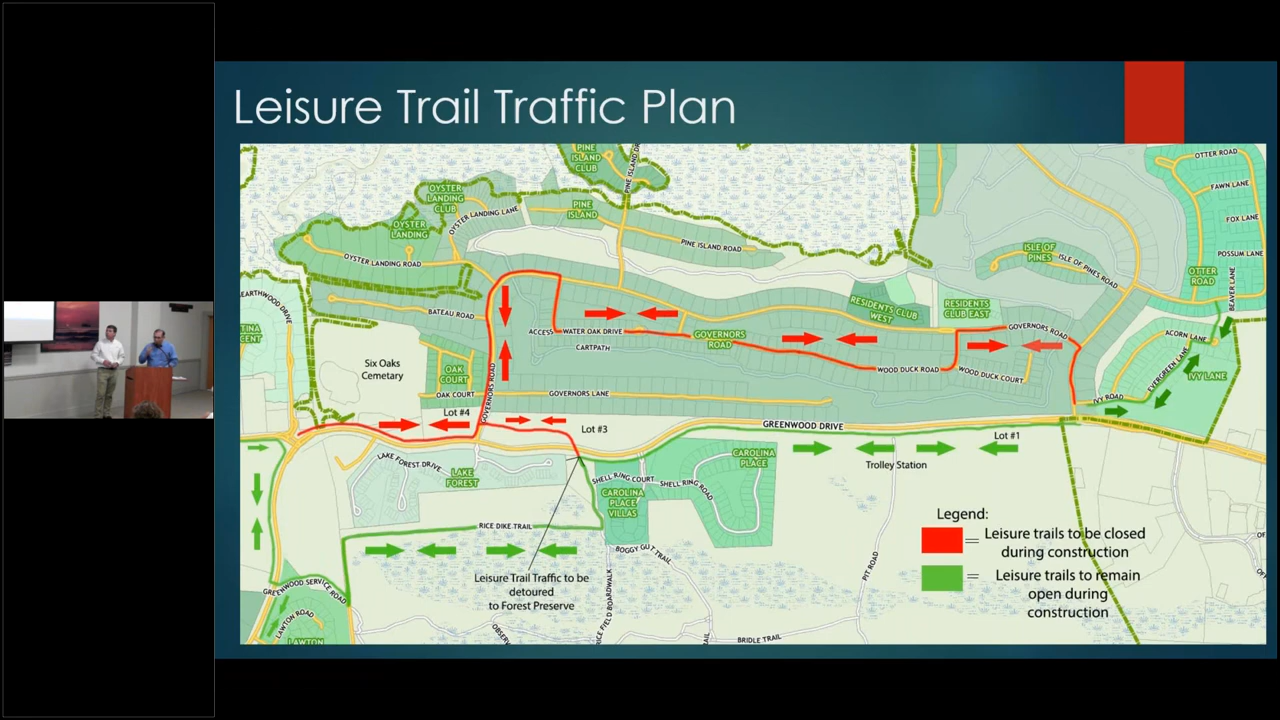 Leisure Trail Traffic Plan
PINE
ISLAND
CLUB
OTTER ROAD
FAWN LANE
FOX LANE
POSSUM LANE
OTTER
ROAD
BEAVER LANE
OYSTER
LANDING
CLUB
OYSTER
LANDING
OYSTER LANDING LANE
OYSTER LANDING ROAD
PINE
ISLAND
PINE ISLAND ROAD
ISLE OF
PINES
ISLE OF PINES ROAD
RESIDENTS
CLUB WEST
RESIDENTS
CLUB EAST
BATEAU ROAD
ACCESS
WATER OAK DRIVE
GOVERNORS
ROAD
GOVERNORS ROAD
ACORN LANE
EVERGREEN LANE
IVY LANE
IVY ROAD
CARTPATH
Six Oaks
Cemetery
OAK
COURT
OAK COURT
GOVERNORS ROAD
WOOD DUCK ROAD
WOOD DUCK COURT
GOVERNORS LANE
Lot #4
Lot #3
GREENWOOD DRIVE
Lot #1
Trolley Station
LAKE FOREST DRIVE
LAKE
FOREST
SHELL RING COURT
SHELL RING ROAD
CAROLINA
PLACE
CAROLINA
PLACE
VILLAS
RICE DIKE TRAIL
BOGGY GUT TRAIL
PIT ROAD
BRIDLE TRAIL
RICE FIELD BOARDWALK
Leisure Trail Traffic to be
detoured
to Forest Preserve
GREENWOOD SERVICE ROAD
LAWTON ROAD
LAWTON
Legend:
= Leisure trails to be closed
during construction
= Leisure trails to remain
open during
construction